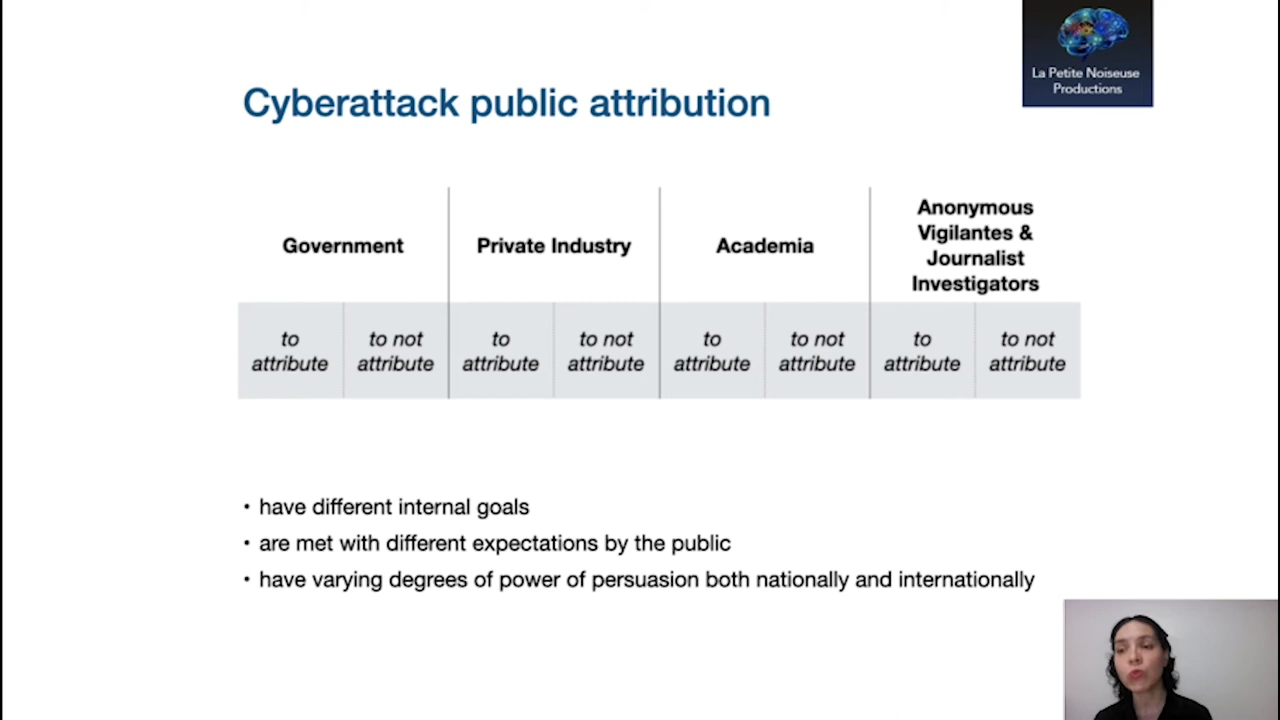 La Petite Noiseuse
Productions
Cyberattack public attribution
Government
Private Industry
Academia
Anonymous
Vigilantes &
Journalist
Investigators
to
attribute
to not
attribute
to
attribute
to not
attribute
to
attribute
to not
attribute
to
attribute
to not
attribute
• have different internal goals
• are met with different expectations by the public
• have varying degrees of power of persuasion both nationally and internationally